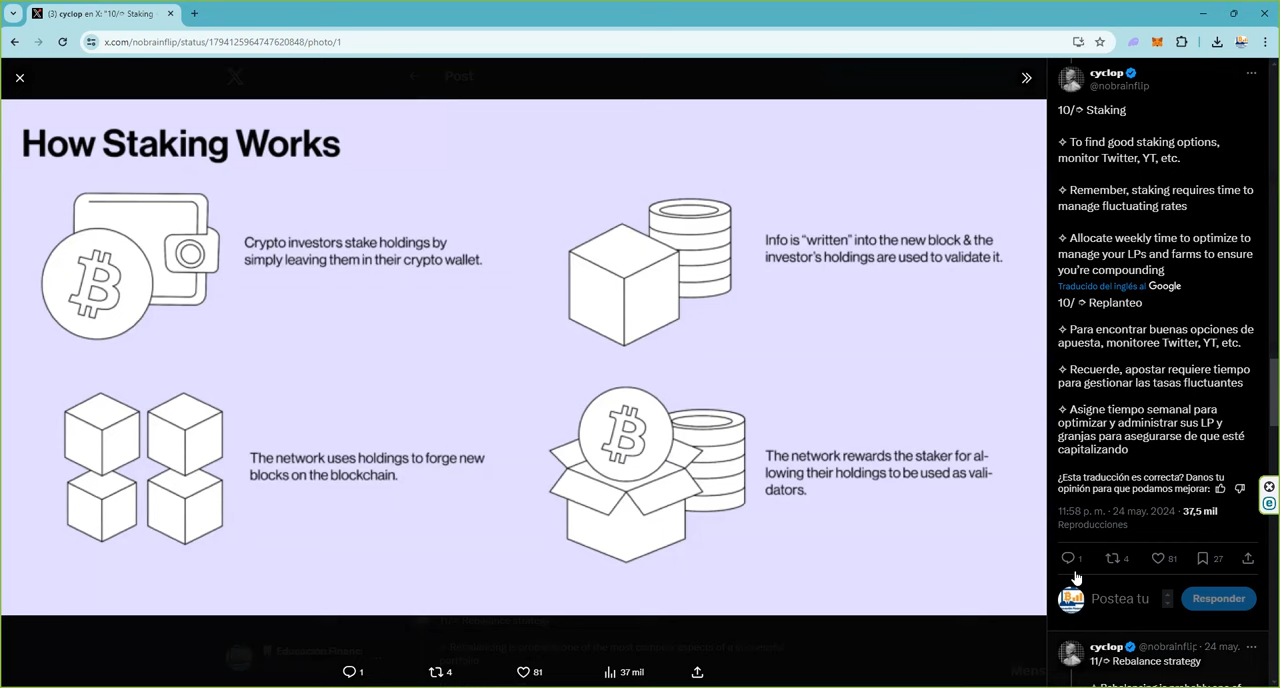 (3) cyclop en X: "10/➮ Staking
x.com/nobrainflip/status/1794125964747620848/photo/1
Post
How Staking Works
Crypto investors stake holdings by
simply leaving them in their crypto wallet.
Info is “written” into the new block & the
investor’s holdings are used to validate it.
The network uses holdings to forge new
blocks on the blockchain.
The network rewards the staker for al-
lowing their holdings to be used as vali-
dators.
1
4
81
37 mil
cyclop
@nobrainflip
10/➮ Staking
✧ To find good staking options,
monitor Twitter, YT, etc.
✧ Remember, staking requires time to
manage fluctuating rates
✧ Allocate weekly time to optimize to
manage your LPs and farms to ensure
you’re compounding
Traducido del inglés al Google
10/ ➮ Replanteo
✧ Para encontrar buenas opciones de
apuesta, monitoree Twitter, YT, etc.
✧ Recuerde, apostar requiere tiempo
para gestionar las tasas fluctuantes
✧ Asigne tiempo semanal para
optimizar y administrar sus LP y
granjas para asegurarse de que esté
capitalizando
¿Esta traducción es correcta? Danos tu
opinión para que podamos mejorar:
11:58 p. m. · 24 may. 2024 · 37,5 mil
Reproducciones
1 4 81 27
Postea tu
Responder
cyclop @nobrainflip · 24 may.
11/➮ Rebalance strategy